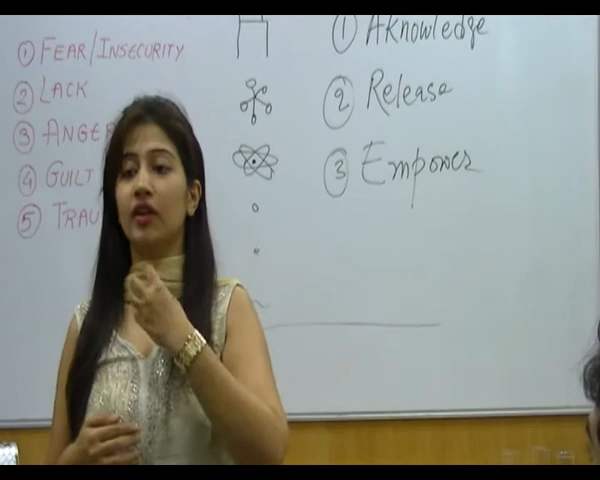 ① FEAR/INSECURITY
② LACK
③ ANGE
④ GUILT
⑤ TRAU
① Aknowledge
② Release
③ Empower